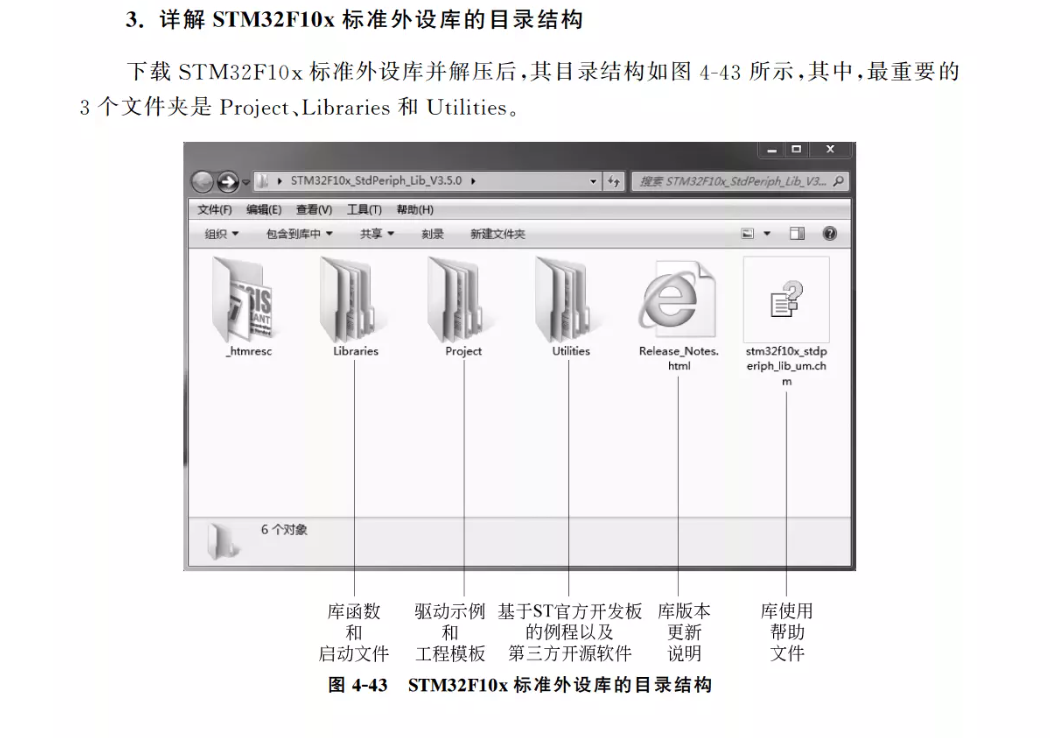 3. 详解 STM32F10x 标准外设库的目录结构
下载 STM32F10x 标准外设库并解压后,其目录结构如图 4-43 所示,其中,最重要的
3 个文件夹是 Project、Libraries 和 Utilities。
STM32F10x_StdPeriph_Lib_V3.5.0
搜索 STM32F10x_StdPeriph_Lib_V3...
文件(F) 编辑(E) 查看(V) 工具(T) 帮助(H)
组织 包含到库中 共享 刻录 新建文件夹
_htmresc
Libraries
Project
Utilities
Release_Notes.
html
stm32f10x_stdp
eriph_lib_um.ch
m
6 个对象
库函数
和
启动文件
驱动示例
和
工程模板
基于ST官方开发板
的例程以及
第三方开源软件
库版本
更新
说明
库使用
帮助
文件
图 4-43 STM32F10x 标准外设库的目录结构